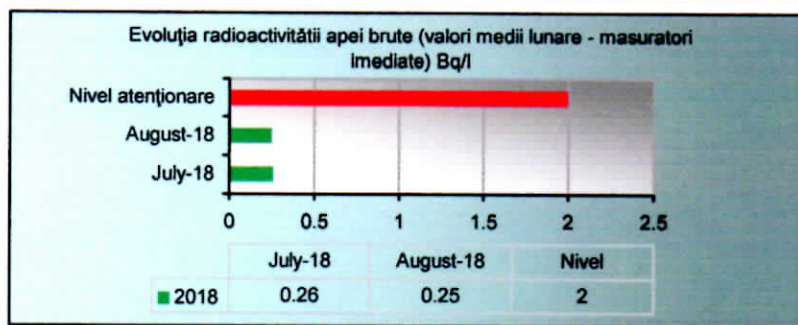 Evoluția radioactivității apei brute (valori medii lunare - masuratori
imediate) Bq/l
Nivel atenționare
August-18
July-18
0 0.5 1 1.5 2 2.5
July-18 August-18 Nivel
2018 0.26 0.25 2